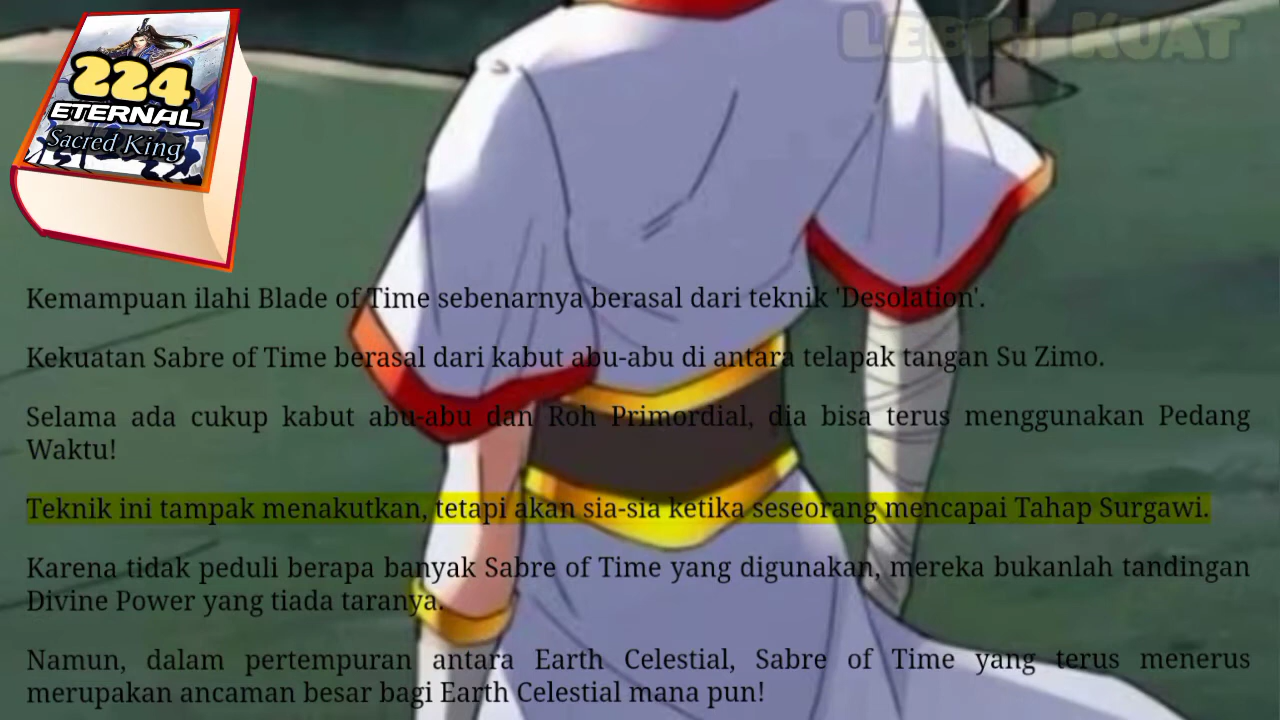 LEBIH KUAT
224
ETERNAL
Sacred King
Kemampuan ilahi Blade of Time sebenarnya berasal dari teknik 'Desolation'.
Kekuatan Sabre of Time berasal dari kabut abu-abu di antara telapak tangan Su Zimo.
Selama ada cukup kabut abu-abu dan Roh Primordial, dia bisa terus menggunakan Pedang
Waktu!
Teknik ini tampak menakutkan, tetapi akan sia-sia ketika seseorang mencapai Tahap Surgawi.
Karena tidak peduli berapa banyak Sabre of Time yang digunakan, mereka bukanlah tandingan
Divine Power yang tiada taranya.
Namun, dalam pertempuran antara Earth Celestial, Sabre of Time yang terus menerus
merupakan ancaman besar bagi Earth Celestial mana pun!